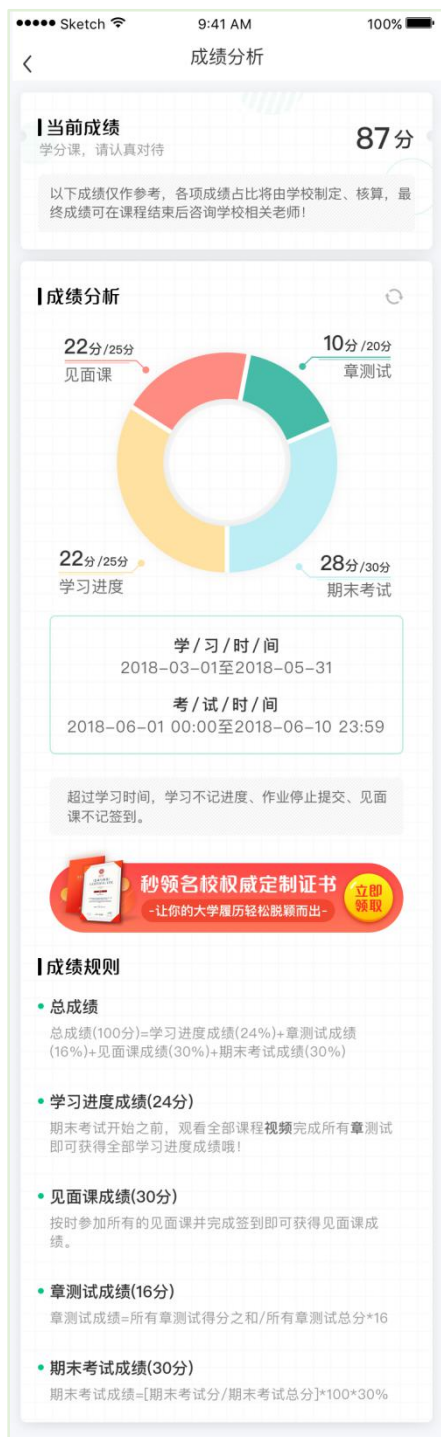 Sketch 9:41 AM 100%
成绩分析
当前成绩
87分
学分课，请认真对待
以下成绩仅作参考，各项成绩占比将由学校制定、核算，最
终成绩可在课程结束后咨询学校相关老师！
成绩分析
22分/25分
见面课
10分/20分
章测试
22分/25分
学习进度
28分/30分
期末考试
学/习/时/间
2018-03-01至2018-05-31
考/试/时/间
2018-06-01 00:00至2018-06-10 23:59
超过学习时间，学习不记进度、作业停止提交、见面
课不记签到。
秒领名校权威定制证书
-让你的大学履历轻松脱颖而出-
立即
领取
成绩规则
总成绩
总成绩(100分)=学习进度成绩(24%)+章测试成绩
(16%)+见面课成绩(30%)+期末考试成绩(30%)
学习进度成绩(24分)
期末考试开始之前，观看全部课程视频完成所有章测试
即可获得全部学习进度成绩哦！
见面课成绩(30分)
按时参加所有的见面课并完成签到即可获得见面课成
绩。
章测试成绩(16分)
章测试成绩=所有章测试得分之和/所有章测试总分*16
期末考试成绩(30分)
期末考试成绩=[期末考试分/期末考试总分]*100*30%